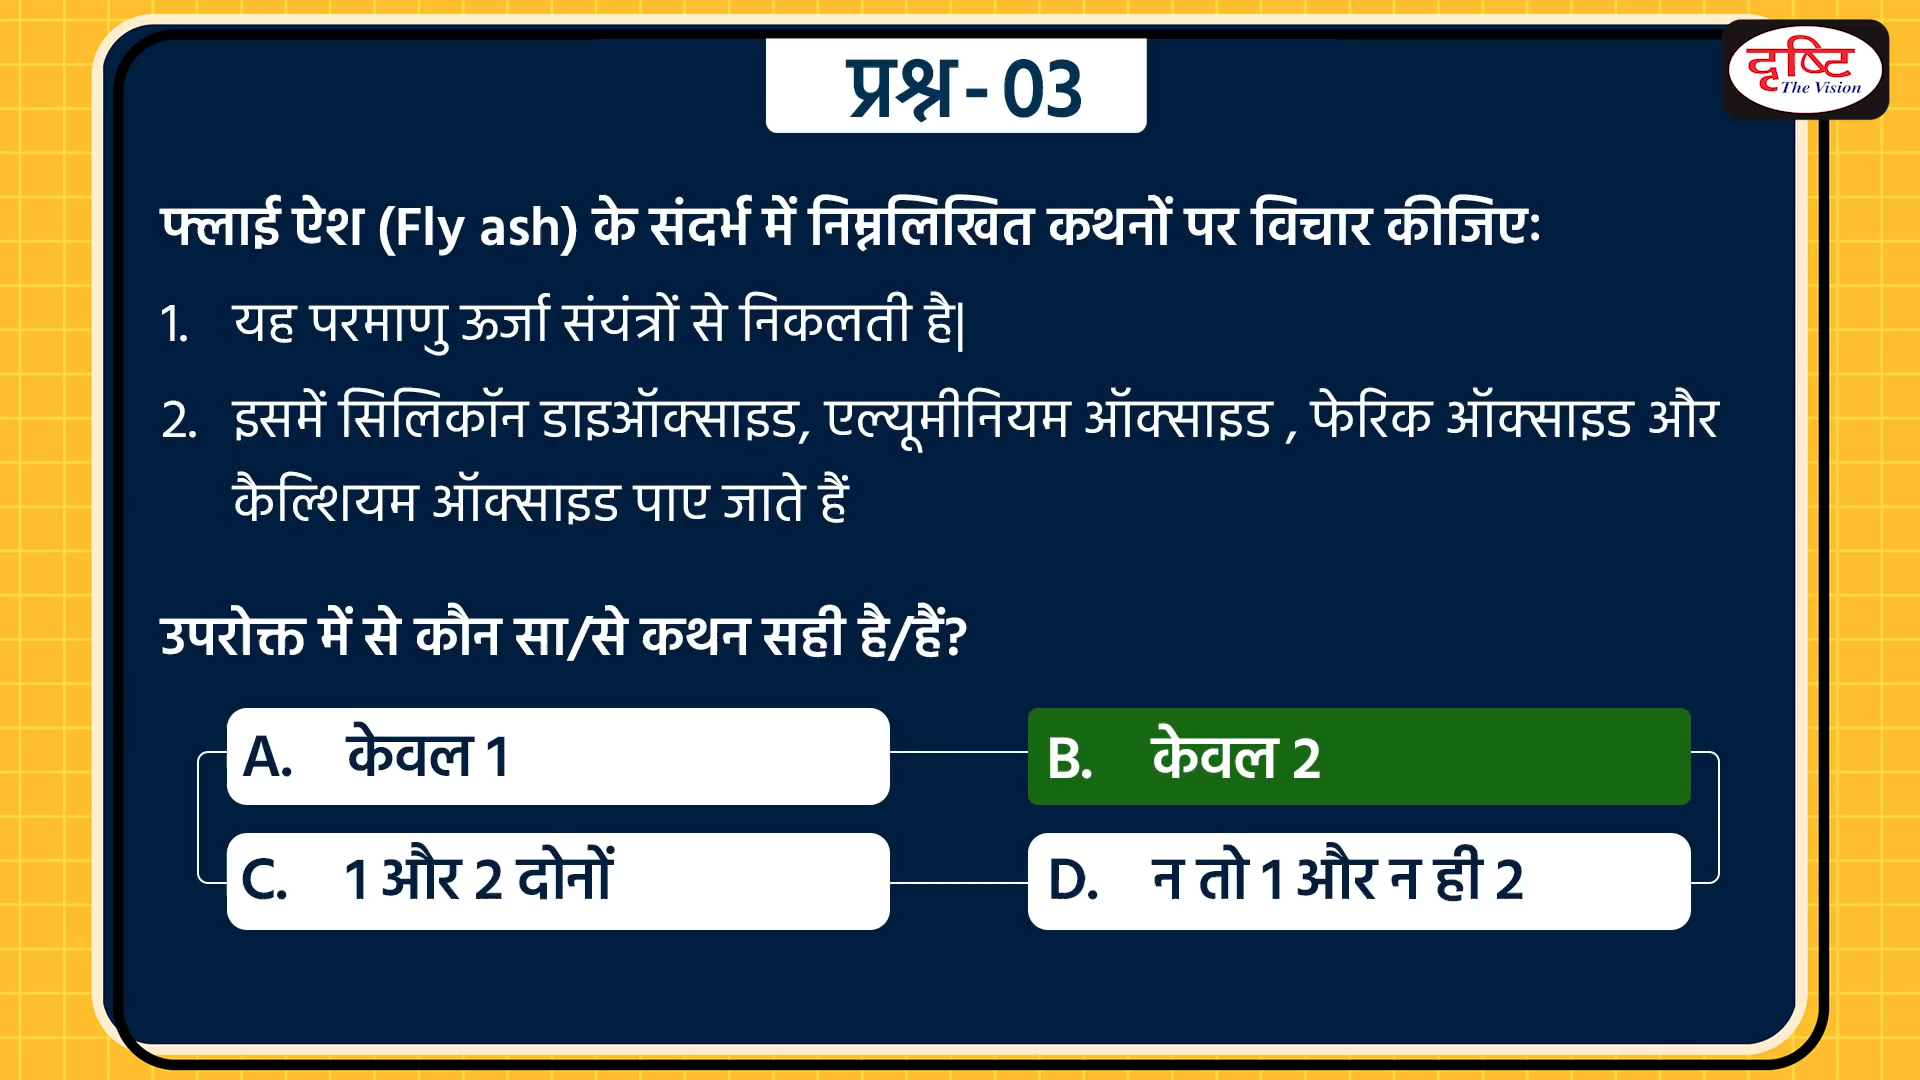 प्रश्न - 03
दृष्टि
The Vision
फ्लाई ऐश (Fly ash) के संदर्भ में निम्नलिखित कथनों पर विचार कीजिएः
1. यह परमाणु ऊर्जा संयंत्रों से निकलती है|
2. इसमें सिलिकॉन डाइऑक्साइड, एल्यूमीनियम ऑक्साइड , फेरिक ऑक्साइड और
कैल्शियम ऑक्साइड पाए जाते हैं
उपरोक्त में से कौन सा/से कथन सही है/हैं?
A. केवल 1
B. केवल 2
C. 1 और 2 दोनों
D. न तो 1 और न ही 2